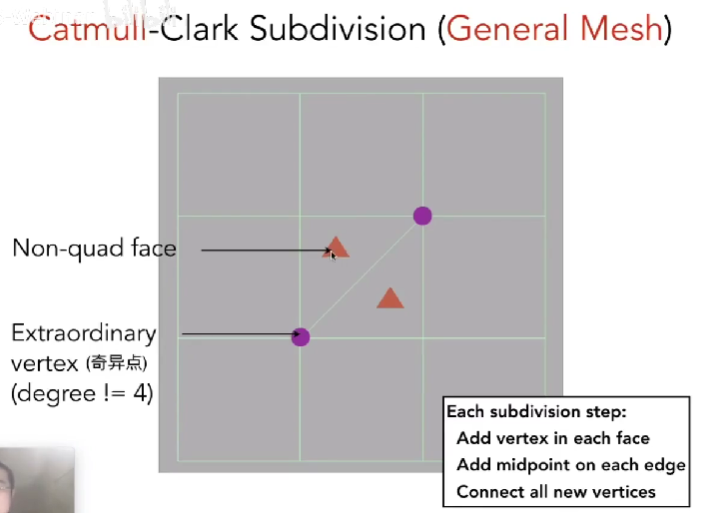 Catmull-Clark Subdivision (General Mesh)
Non-quad face
Extraordinary
vertex (奇异点)
(degree != 4)
Each subdivision step:
Add vertex in each face
Add midpoint on each edge
Connect all new vertices